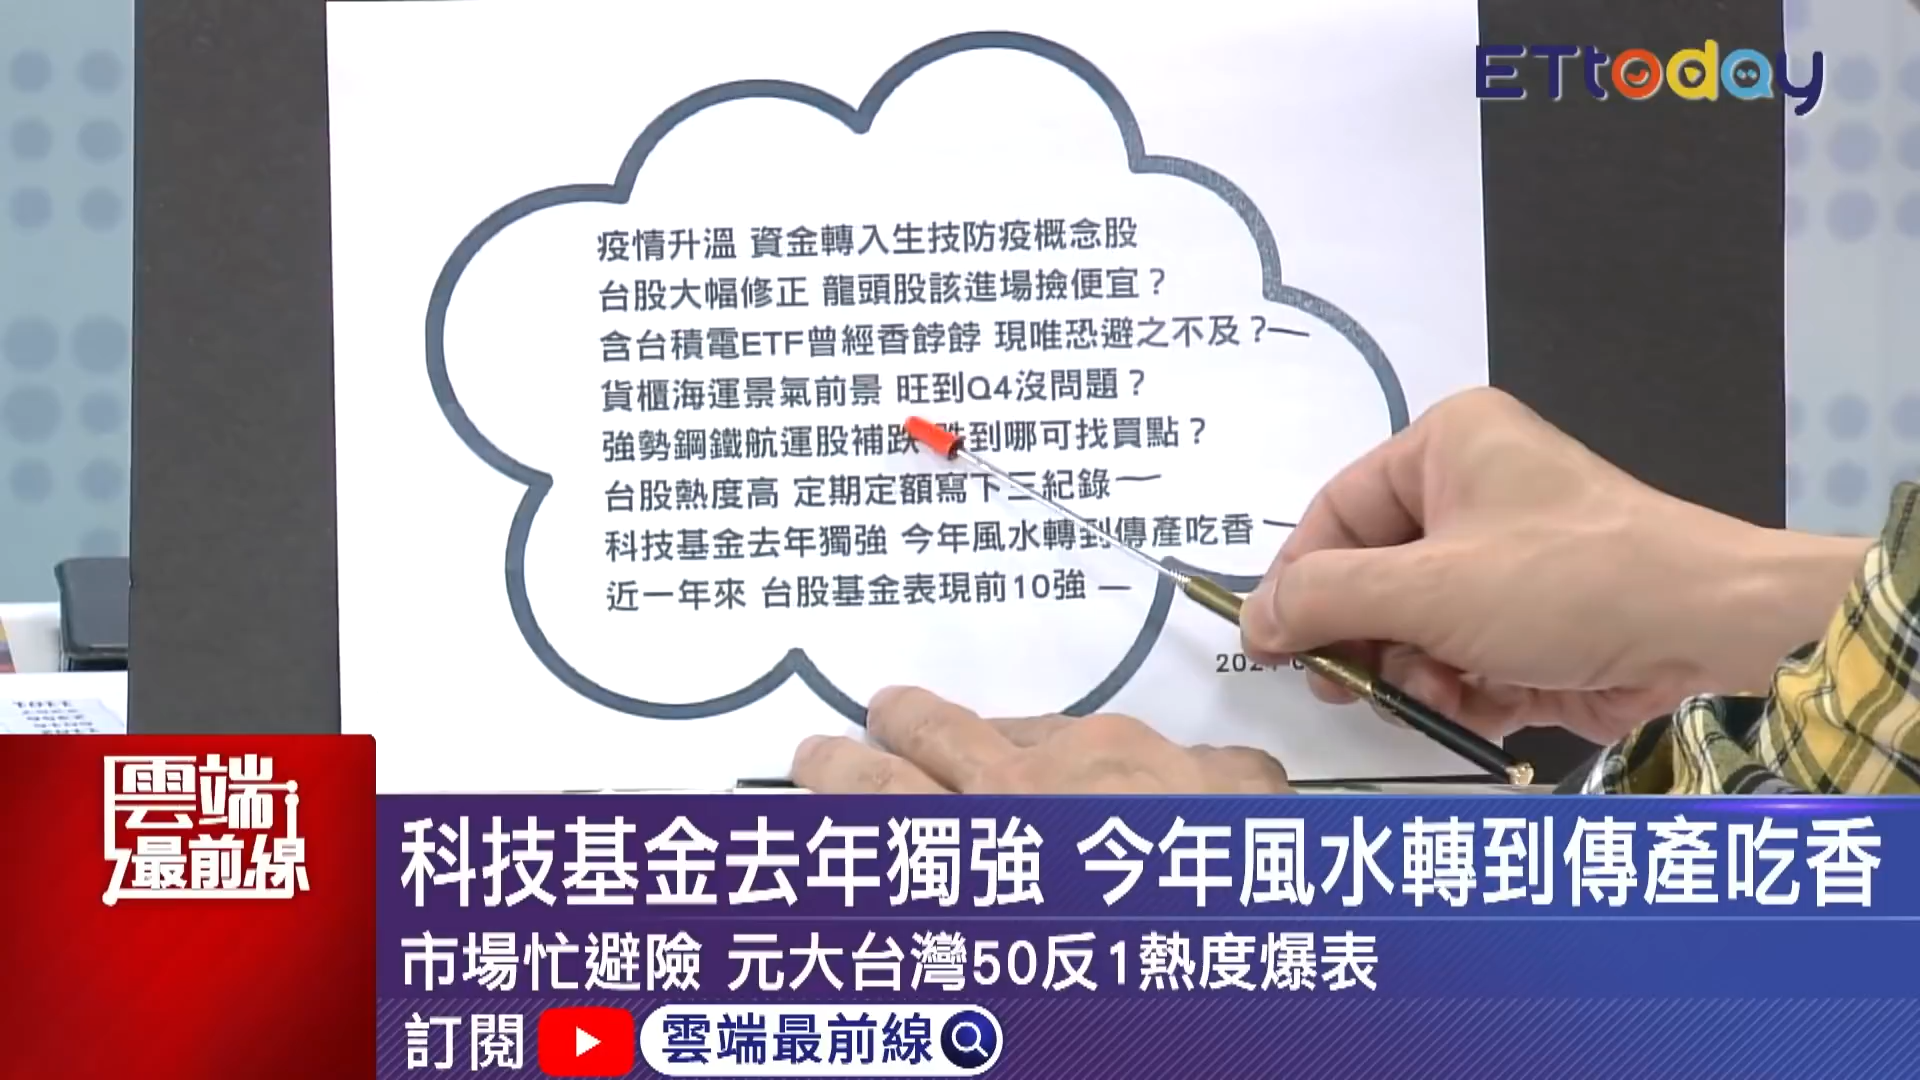 ETtoday
疫情升溫 資金轉入生技防疫概念股
台股大幅修正 龍頭股該進場撿便宜？
含台積電ETF曾經香餑餑 現唯恐避之不及？—
貨櫃海運景氣前景 旺到Q4沒問題？
強勢鋼鐵航運股補跌 跌到哪可找買點？
台股熱度高 定期定額寫下三紀錄—
科技基金去年獨強 今年風水轉到傳產吃香—
近一年來 台股基金表現前10強—
雲端最前線
科技基金去年獨強 今年風水轉到傳產吃香
市場忙避險 元大台灣50反1熱度爆表
訂閱 雲端最前線